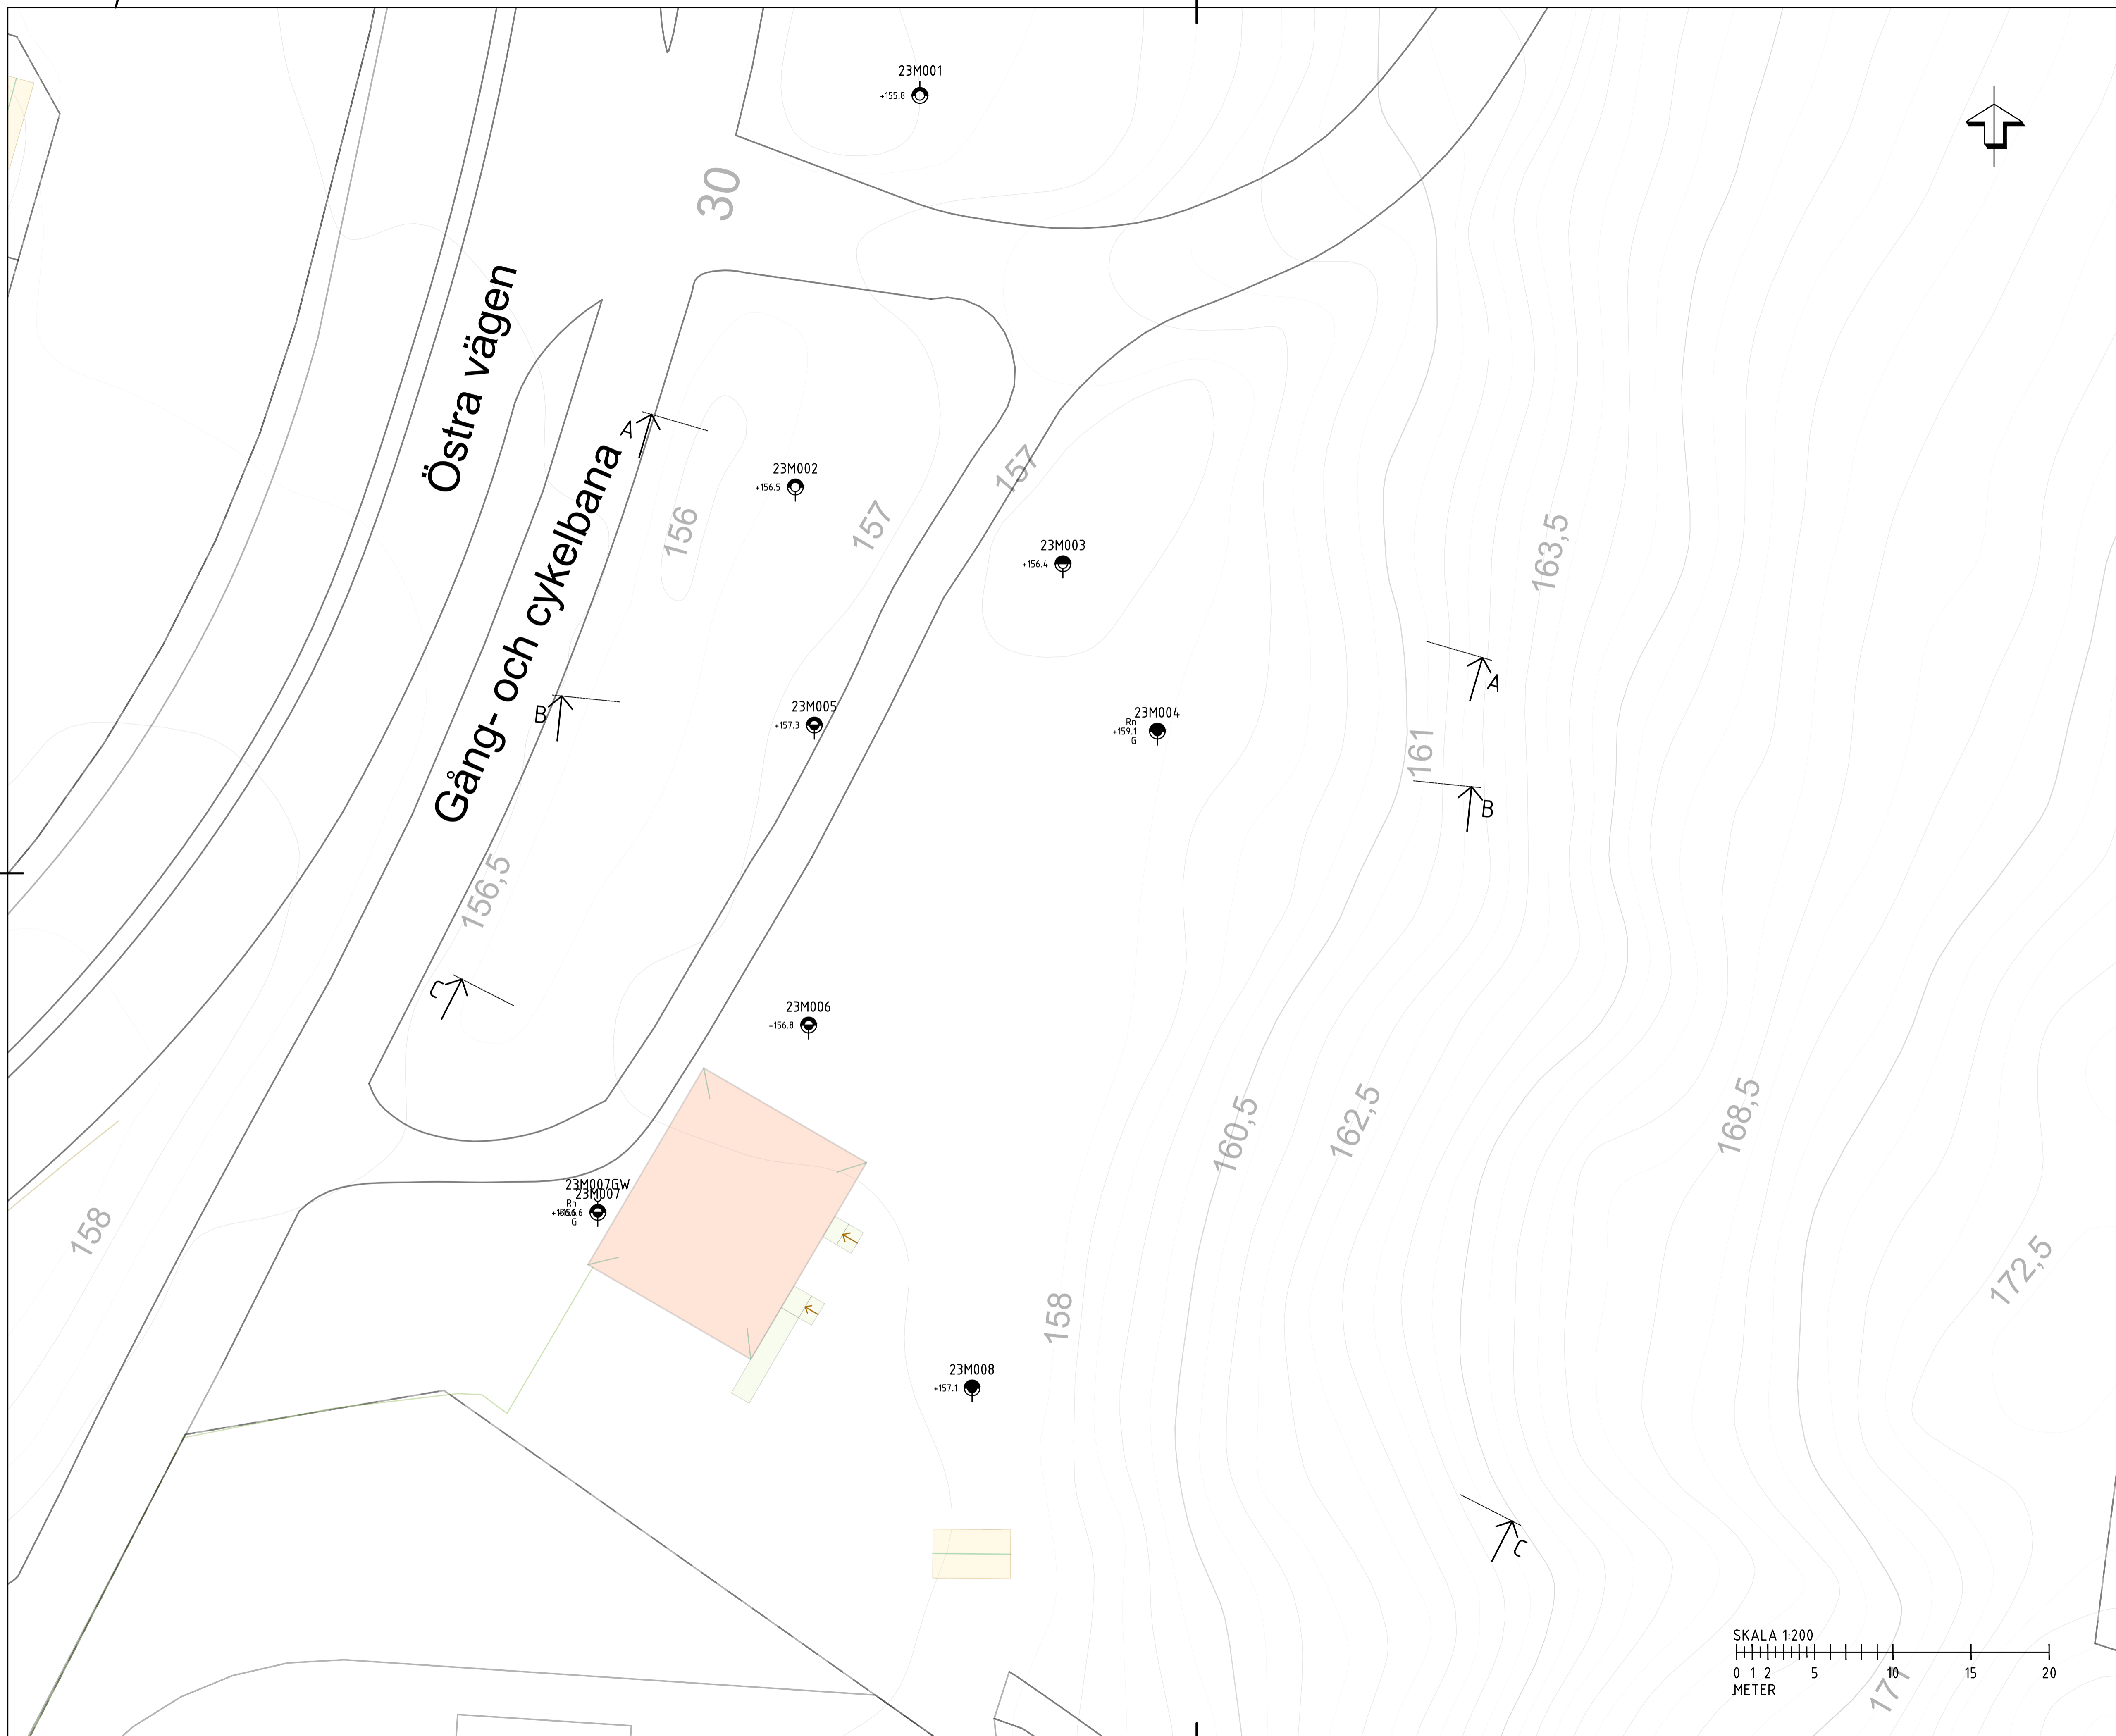 23M001
+155.8
30
Östra vägen
Gång- och cykelbana
A
23M002
+156.5
156
157
157
23M003
+156.4
163,5
A
B
23M005
+157.3
23M004
Rn
+159.1
G
161
B
156,5
C
23M006
+156.8
160,5
162,5
168,5
23M007GW
23M007
Rn
G
158
158
172,5
23M008
+157.1
C
SKALA 1:200
0 1 2 5 10 15 20
METER
171